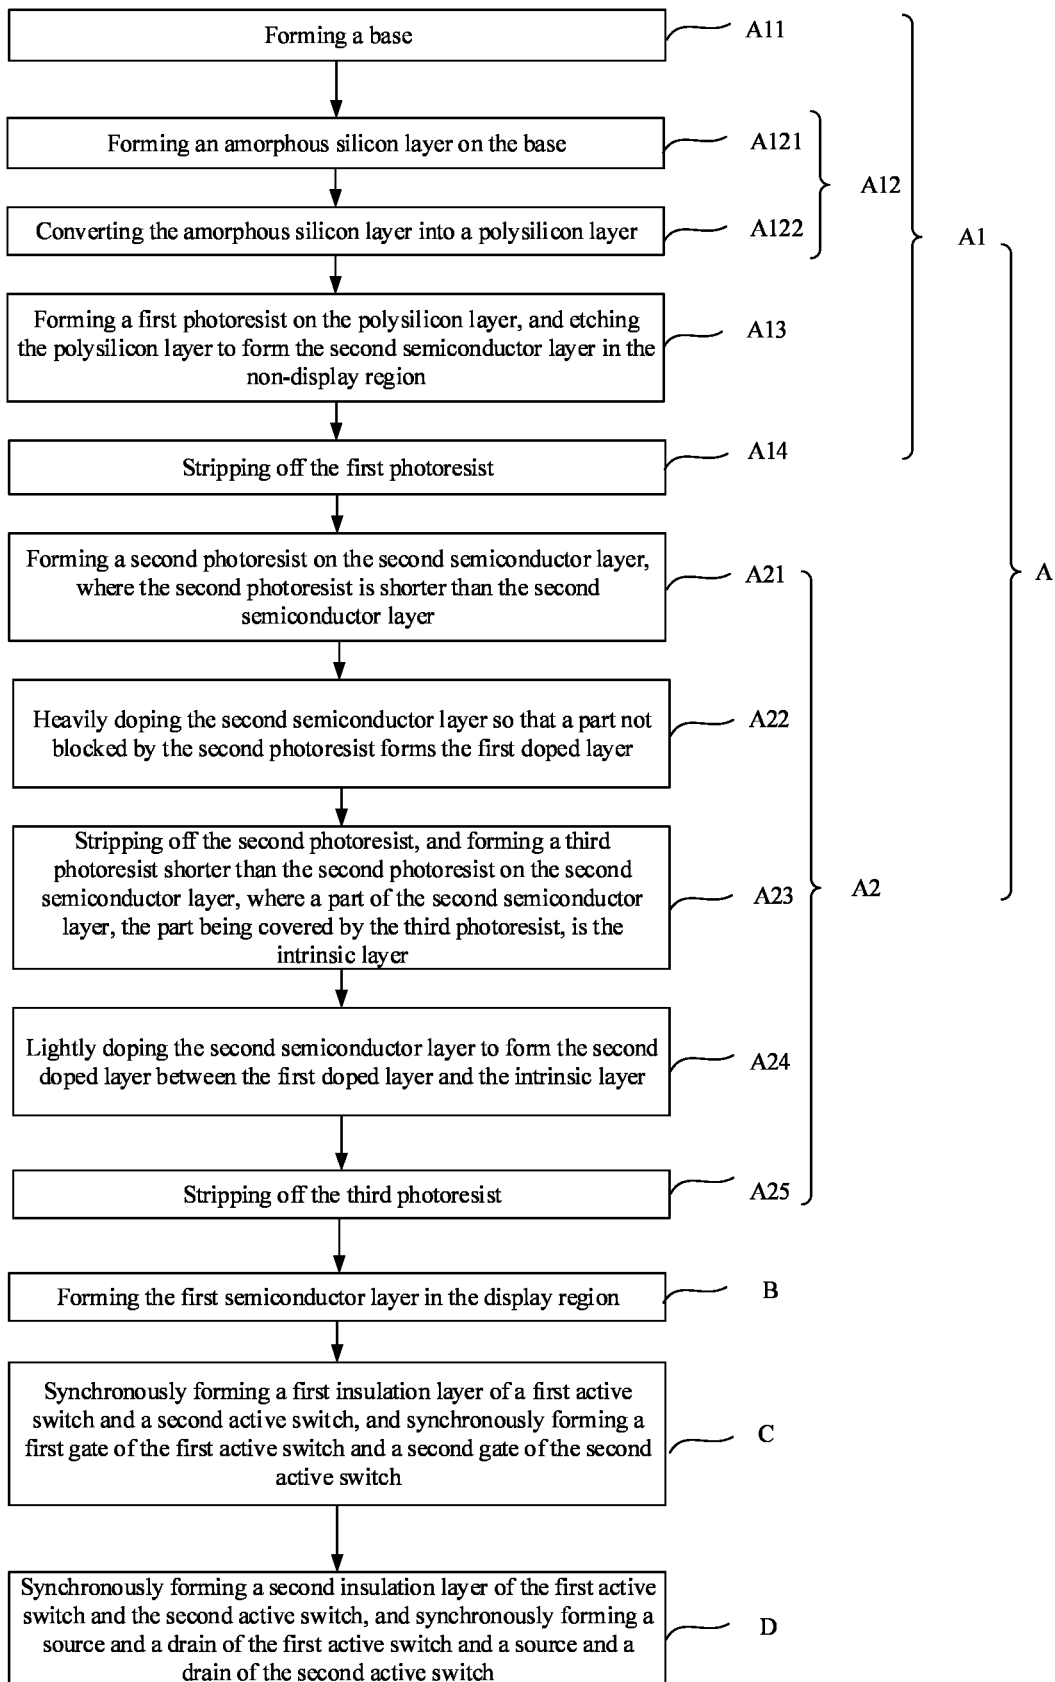 Forming a base
A11
Forming an amorphous silicon layer on the base
A121
A12
Converting the amorphous silicon layer into a polysilicon layer
A122
A1
Forming a first photoresist on the polysilicon layer, and etching
the polysilicon layer to form the second semiconductor layer in the
non-display region
A13
Stripping off the first photoresist
A14
Forming a second photoresist on the second semiconductor layer,
where the second photoresist is shorter than the second
semiconductor layer
A21
A
Heavily doping the second semiconductor layer so that a part not
blocked by the second photoresist forms the first doped layer
A22
Stripping off the second photoresist, and forming a third
photoresist shorter than the second photoresist on the second
semiconductor layer, where a part of the second semiconductor
layer, the part being covered by the third photoresist, is the
intrinsic layer
A23
A2
Lightly doping the second semiconductor layer to form the second
doped layer between the first doped layer and the intrinsic layer
A24
Stripping off the third photoresist
A25
Forming the first semiconductor layer in the display region
B
Synchronously forming a first insulation layer of a first active
switch and a second active switch, and synchronously forming a
first gate of the first active switch and a second gate of the second
active switch
C
Synchronously forming a second insulation layer of the first active
switch and the second active switch, and synchronously forming a
source and a drain of the first active switch and a source and a
drain of the second active switch
D